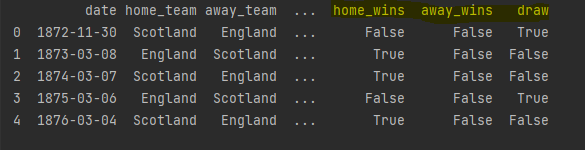 date home_team away_team ... home_wins away_wins draw
0 1872-11-30 Scotland England ... False False True
1 1873-03-08 England Scotland ... True False False
2 1874-03-07 Scotland England ... True False False
3 1875-03-06 England Scotland ... False False True
4 1876-03-04 Scotland England ... True False False